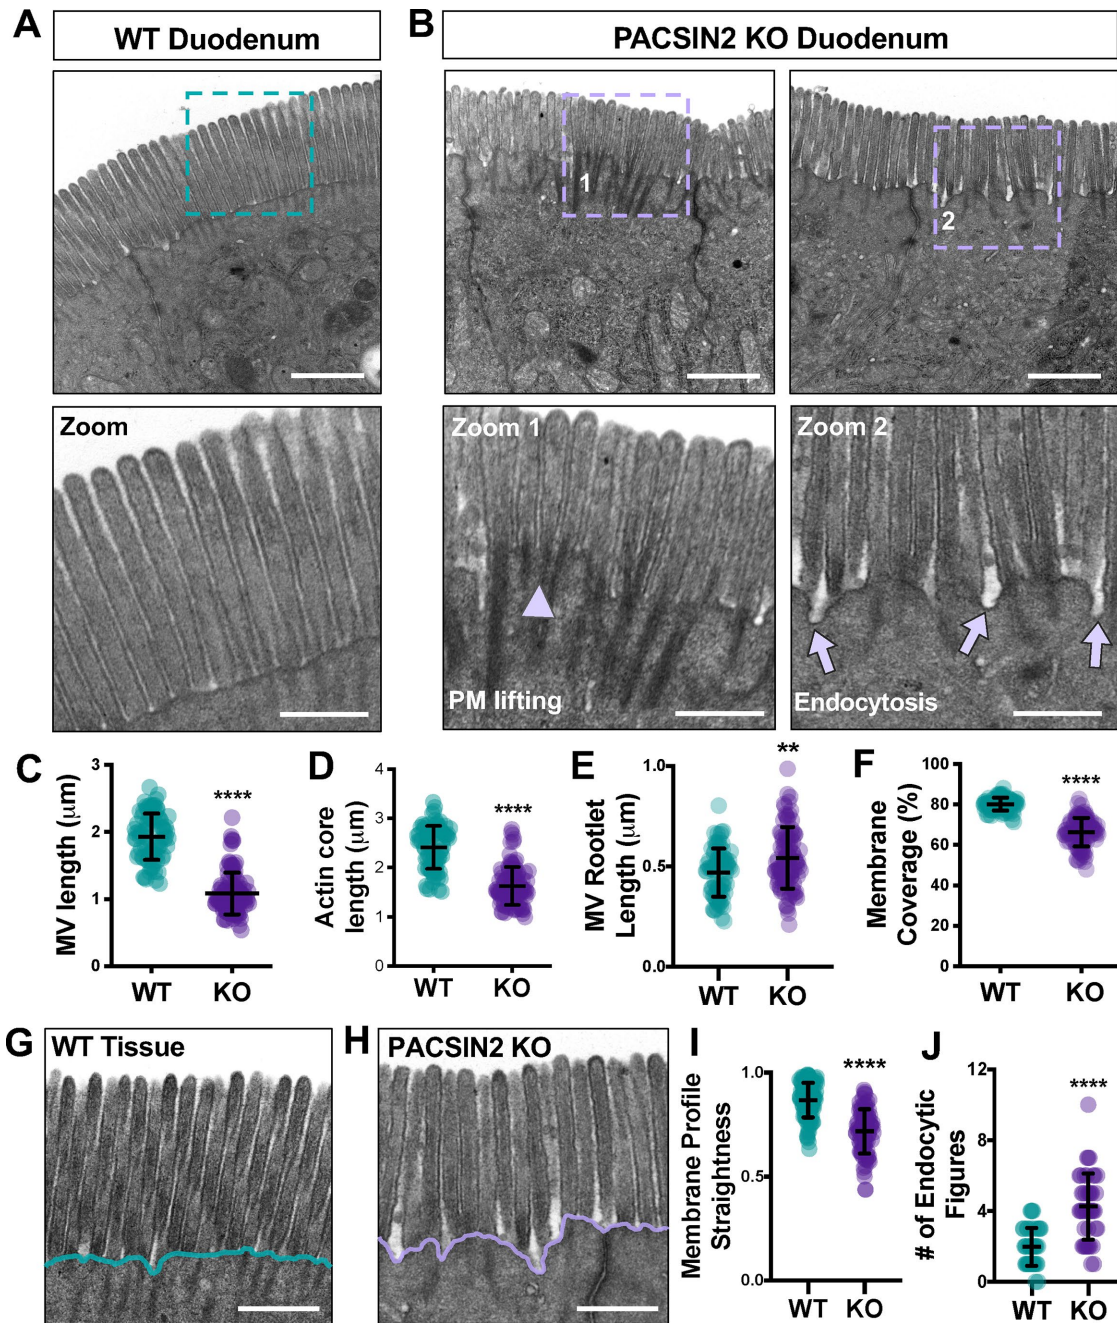 A
WT Duodenum
B
PACSIN2 KO Duodenum
1
2
Zoom
Zoom 1
PM lifting
Zoom 2
Endocytosis
C
MV length (μm)
3
2
1
0
****
WT
KO
D
Actin core
length (μm)
4
3
2
1
0
****
WT
KO
E
MV Rootlet
Length (μm)
1.0
0.5
0.0
**
WT
KO
F
Membrane
Coverage (%)
100
80
60
40
20
0
****
WT
KO
G
WT Tissue
H
PACSIN2 KO
I
Membrane Profile
Straightness
1.0
0.5
0.0
****
WT
KO
J
# of Endocytic
Figures
12
8
4
0
****
WT
KO